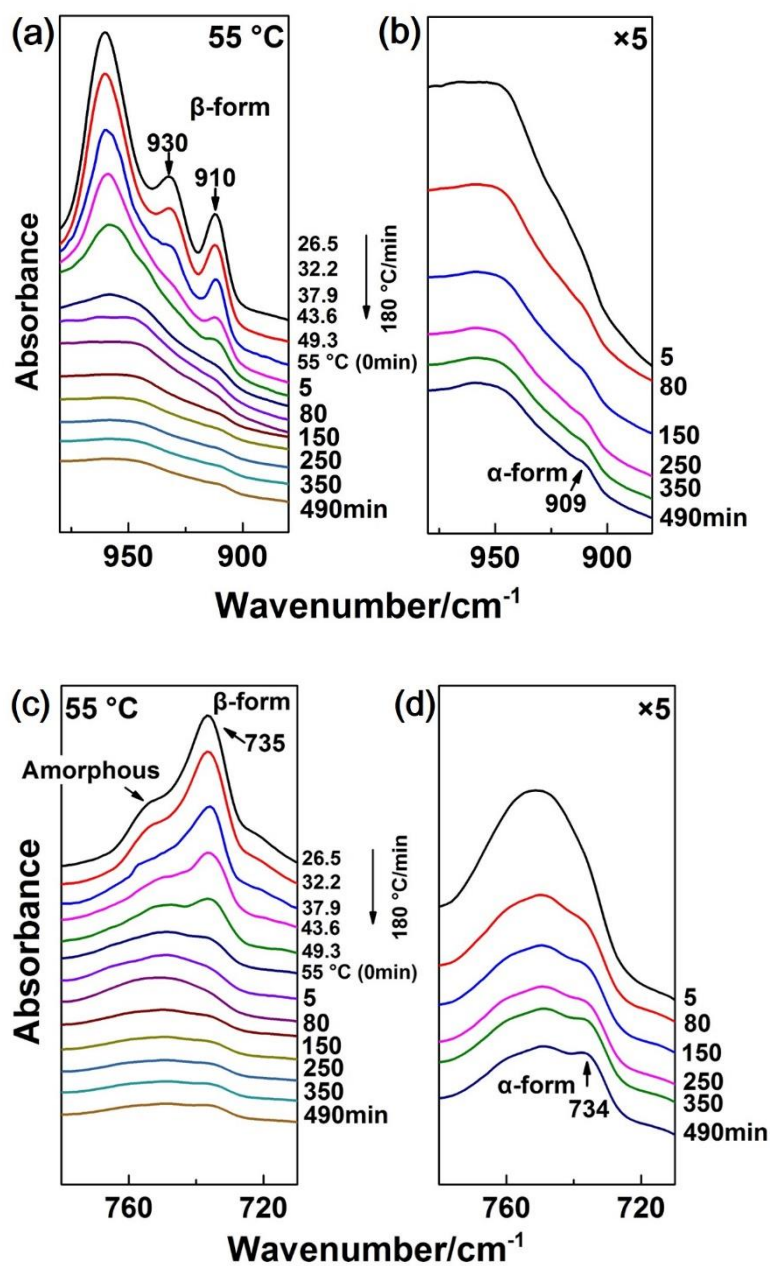 (a)
55 °C
β-form
930
910
26.5
32.2
37.9
43.6
49.3
55 °C (0min)
5
80
150
250
350
490min
180 °C/min
Absorbance
950
900
(b)
×5
5
80
150
250
350
490min
α-form
909
950
900
Wavenumber/cm⁻¹
(c)
55 °C
β-form
735
Amorphous
26.5
32.2
37.9
43.6
49.3
55 °C (0min)
5
80
150
250
350
490min
180 °C/min
Absorbance
760
720
(d)
×5
5
80
150
250
350
490min
α-form
734
760
720
Wavenumber/cm⁻¹